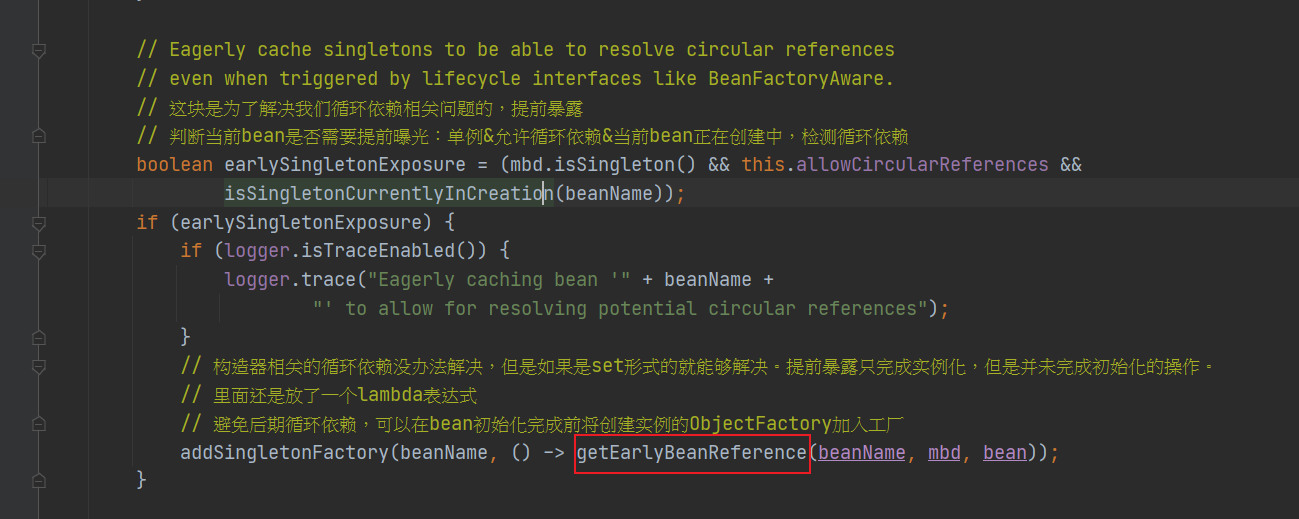 // Eagerly cache singletons to be able to resolve circular references
// even when triggered by lifecycle interfaces like BeanFactoryAware.
// 这块是为了解决我们循环依赖相关问题的，提前暴露
// 判断当前bean是否需要提前曝光：单例&允许循环依赖&当前bean正在创建中，检测循环依赖
boolean earlySingletonExposure = (mbd.isSingleton() && this.allowCircularReferences &&
isSingletonCurrentlyInCreation(beanName));
if (earlySingletonExposure) {
if (logger.isTraceEnabled()) {
logger.trace("Eagerly caching bean '" + beanName +
"' to allow for resolving potential circular references");
}
// 构造器相关的循环依赖没办法解决，但是如果是set形式的就能够解决。提前暴露只完成实例化，但是并未完成初始化的操作。
// 里面还是放了一个lambda表达式
// 避免后期循环依赖，可以在bean初始化完成前将创建实例的ObjectFactory加入工厂
addSingletonFactory(beanName, () -> getEarlyBeanReference(beanName, mbd, bean));
}